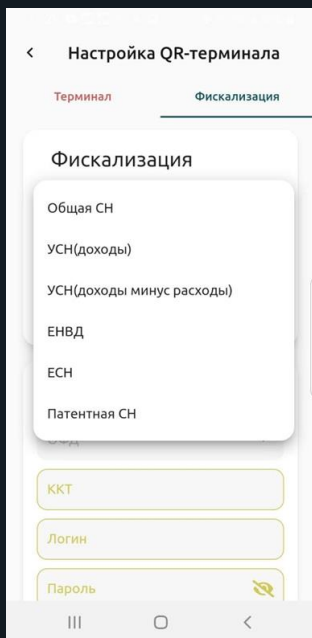 Настройка QR-терминала
Терминал
Фискализация
Фискализация
Общая СН
УСН(доходы)
УСН(доходы минус расходы)
ЕНВД
ЕСН
Патентная СН
ОФД
ККТ
Логин
Пароль